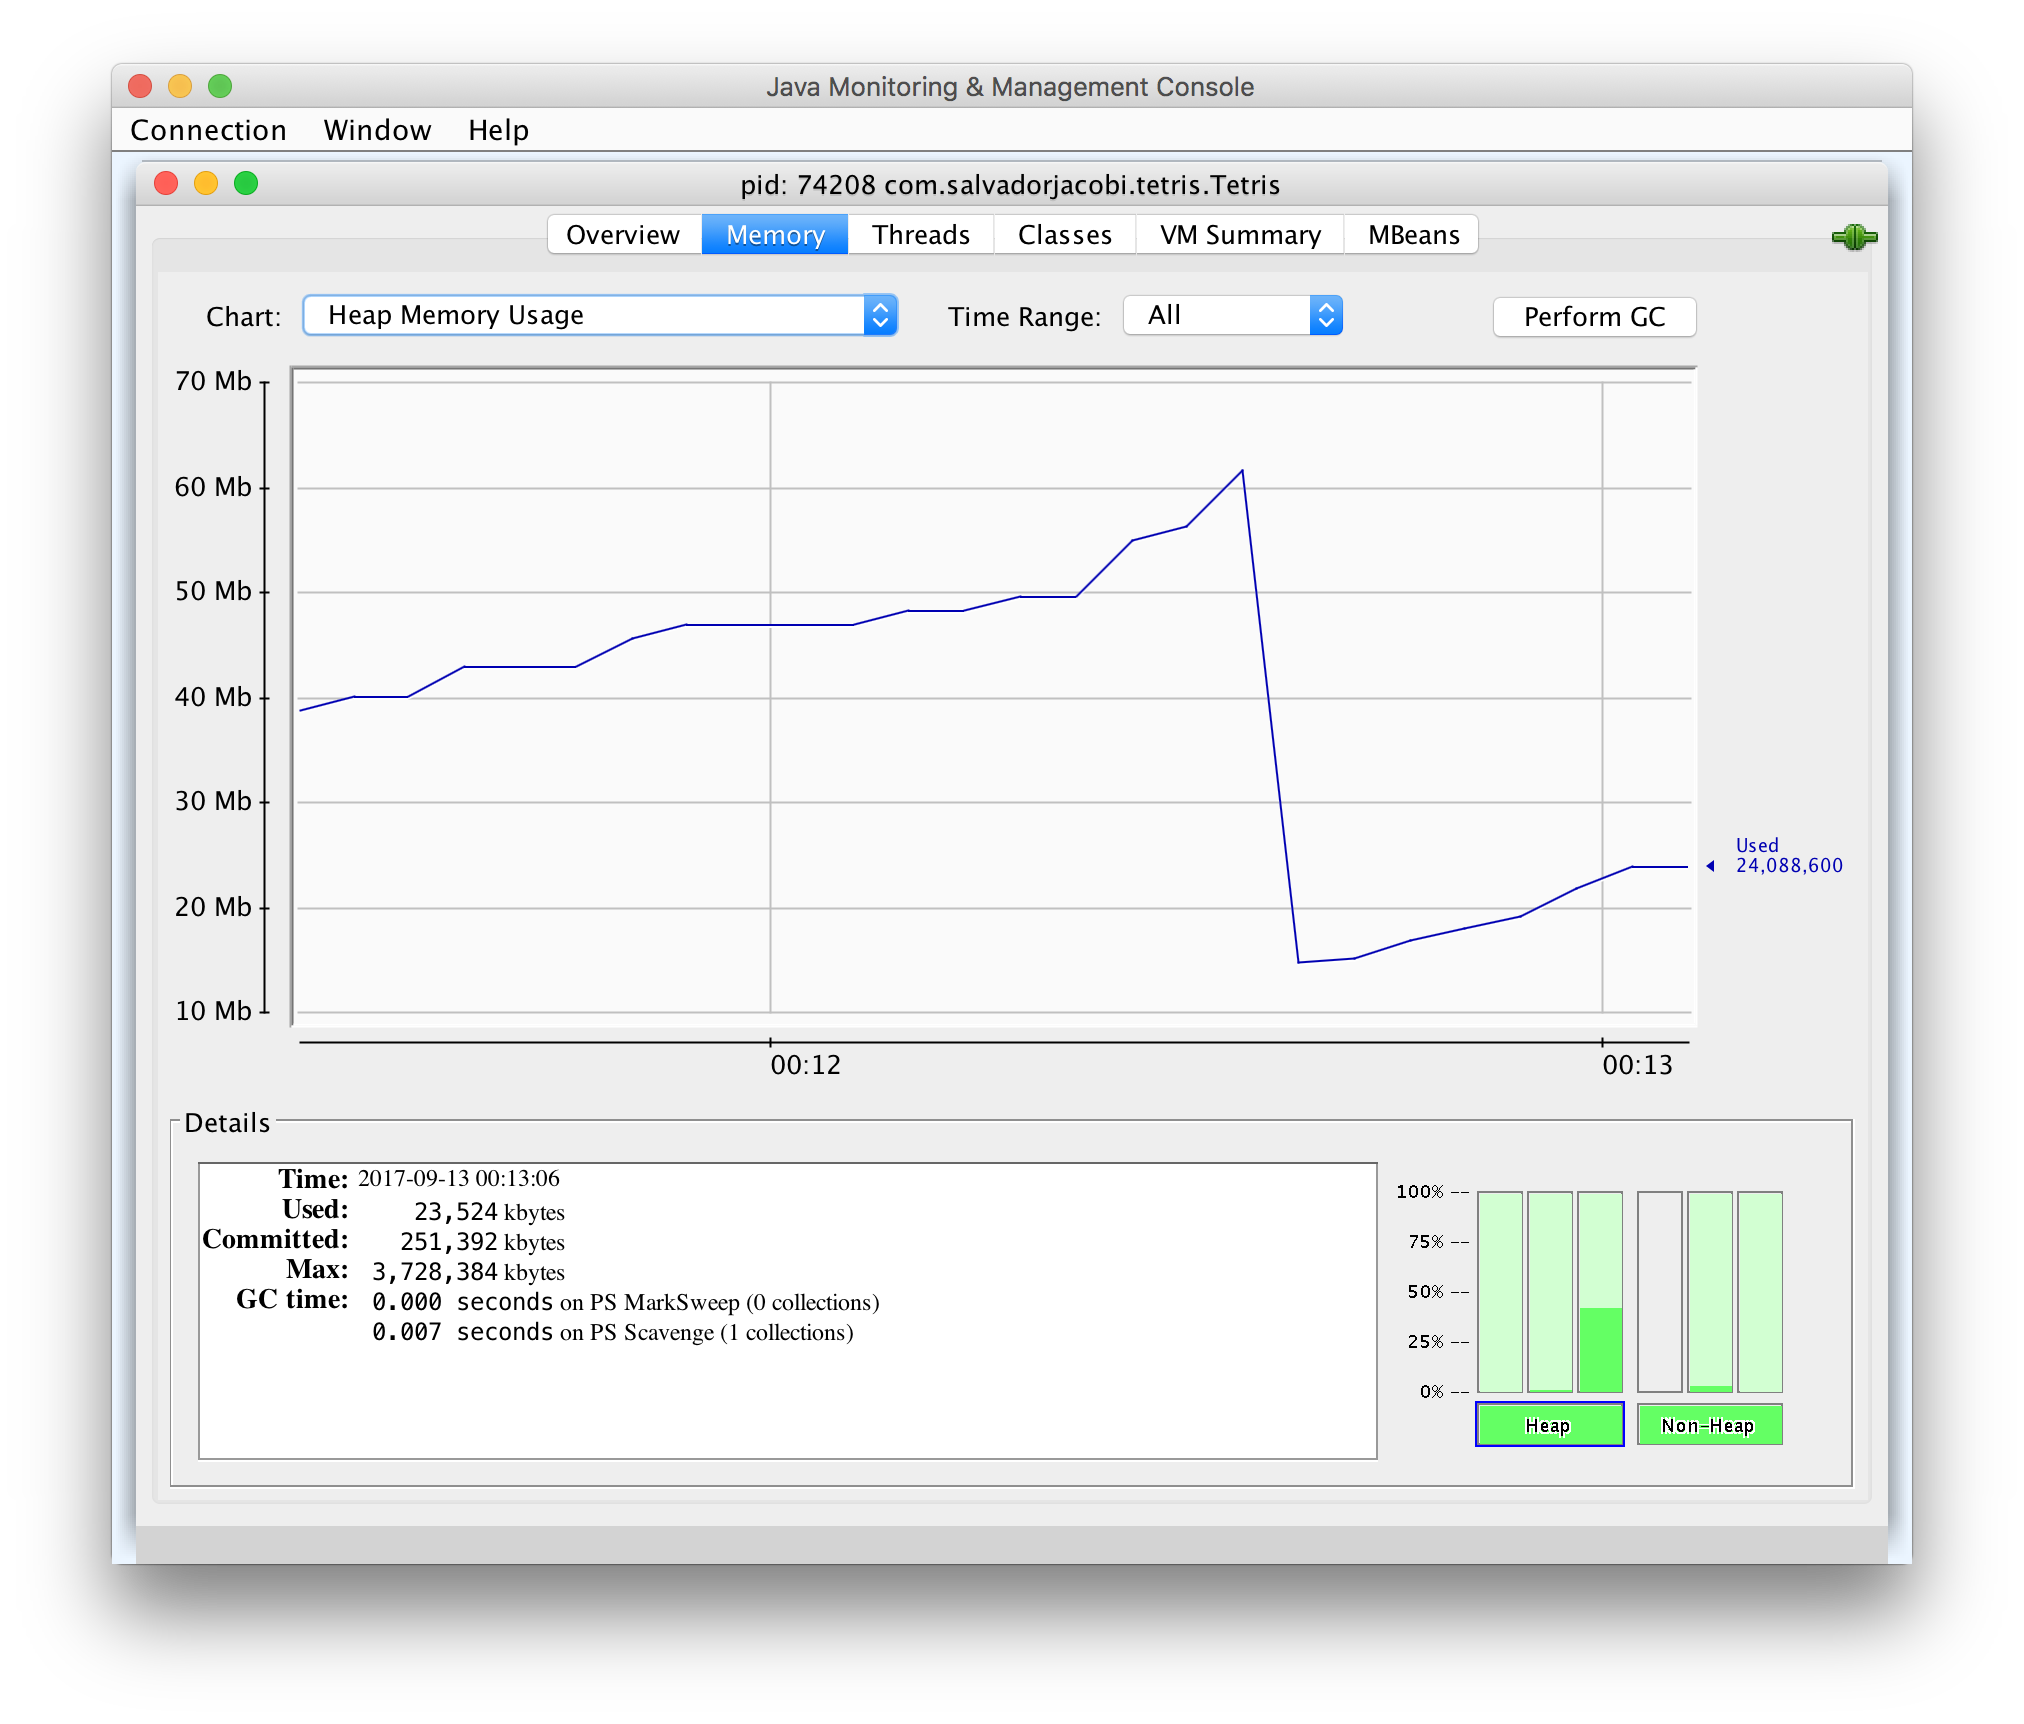 Java Monitoring & Management Console
Connection Window Help
pid: 74208 com.salvadorjacobi.tetris.Tetris
Overview Memory Threads Classes VM Summary MBeans
Chart: Heap Memory Usage Time Range: All Perform GC
70 Mb
60 Mb
50 Mb
40 Mb
30 Mb
20 Mb
10 Mb
Used
24,088,600
00:12 00:13
Details
Time: 2017-09-13 00:13:06
Used: 23,524 kbytes
Committed: 251,392 kbytes
Max: 3,728,384 kbytes
GC time: 0.000 seconds on PS MarkSweep (0 collections)
0.007 seconds on PS Scavenge (1 collections)
100% --
75% --
50% --
25% --
0% --
Heap Non-Heap